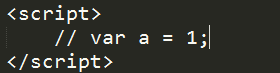 <script>
    // var a = 1;
</script>